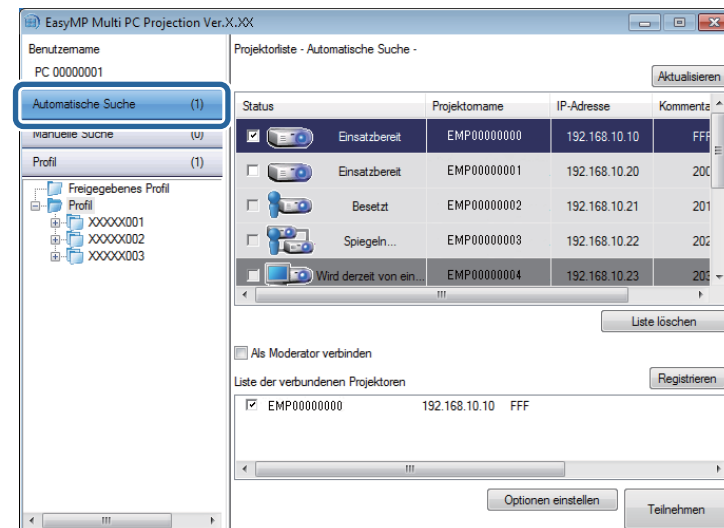 EasyMP Multi PC Projection Ver.X.XX
Benutzername
PC 00000001
Automatische Suche (1)
Manuelle Suche (0)
Profil (1)
Freigegebenes Profil
Profil
XXXXX001
XXXXX002
XXXXX003
Projektorliste - Automatische Suche -
Aktualisieren
Status Projektorname IP-Adresse Kommenta
Einsatzbereit EMP00000000 192.168.10.10 FFF
Einsatzbereit EMP00000001 192.168.10.20 200
Besetzt EMP00000002 192.168.10.21 201
Spiegeln... EMP00000003 192.168.10.22 202
Wird derzeit von ein... EMP00000004 192.168.10.23 203
Liste löschen
Als Moderator verbinden
Liste der verbundenen Projektoren
Registrieren
EMP00000000 192.168.10.10 FFF
Optionen einstellen
Teilnehmen